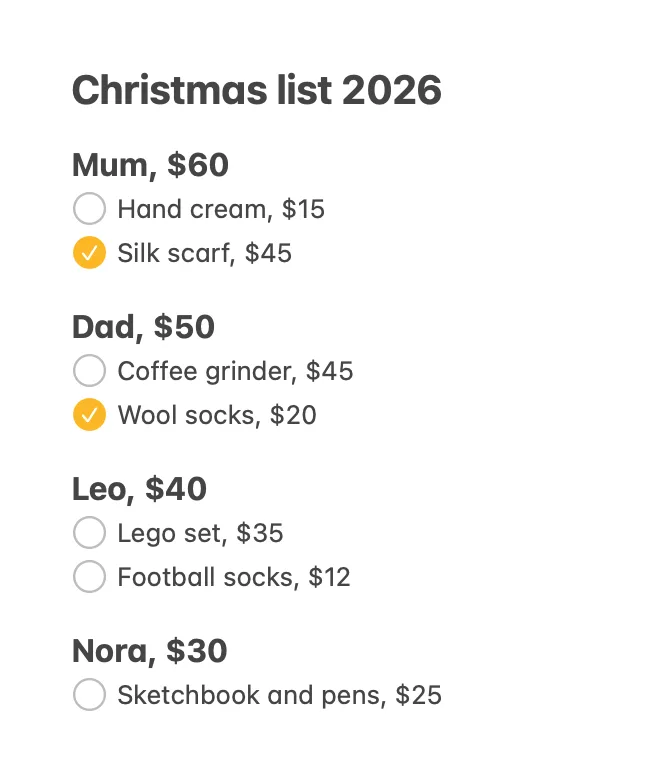 Christmas list 2026
Mum, $60
Hand cream, $15
Silk scarf, $45
Dad, $50
Coffee grinder, $45
Wool socks, $20
Leo, $40
Lego set, $35
Football socks, $12
Nora, $30
Sketchbook and pens, $25